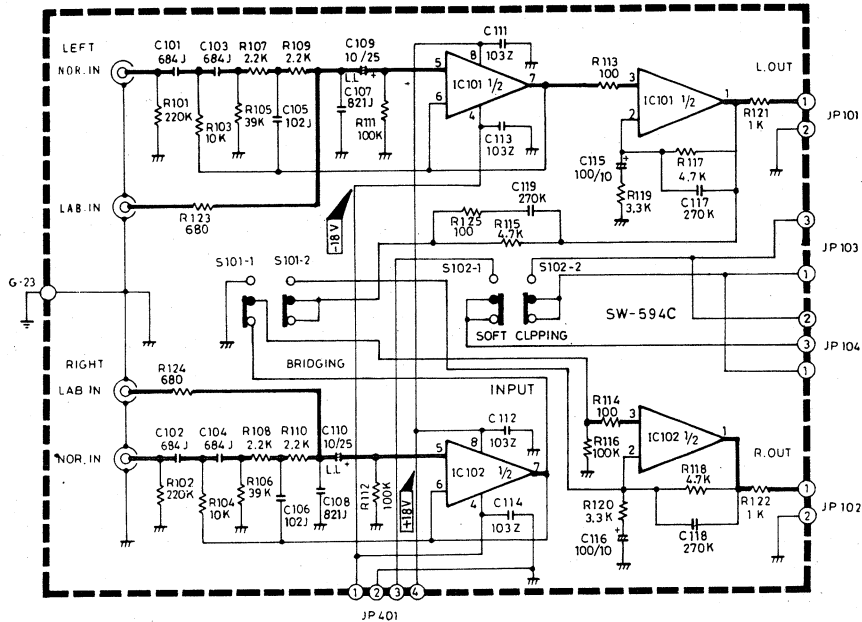 LEFT
NOR. IN
C101
684J
C103
684J
R107
2.2K
R109
2.2K
C109
10/25
L.L
+
C107
821J
R101
220K
R103
10K
R105
39K
C105
102J
R111
100K
C111
103Z
5
6
8
4
7
IC101 1/2
C113
103Z
R113
100
3
2
1
IC101 1/2
L.OUT
R121
1K
1
2
JP101
C115
100/10
+
R117
4.7K
R119
3.3K
C117
270K
LAB. IN
R123
680
-18V
C119
270K
R125
100
R115
4.7K
3
JP103
1
G-23
S101-1
S101-2
S102-1
S102-2
SW-594C
SOFT CLPPING
BRIDGING
2
3
JP104
1
RIGHT
LAB IN
R124
680
INPUT
NOR. IN
C102
684J
C104
684J
R108
2.2K
R110
2.2K
C110
10/25
L.L
+
R102
220K
R104
10K
R106
39K
C106
102J
C108
821J
R112
100K
+18V
C112
103Z
5
6
8
4
7
IC102 1/2
C114
103Z
R114
100
R116
100K
3
2
1
IC102 1/2
R.OUT
R118
4.7K
R122
1K
1
2
JP102
R120
3.3K
C116
100/10
+
C118
270K
1
2
3
4
JP401